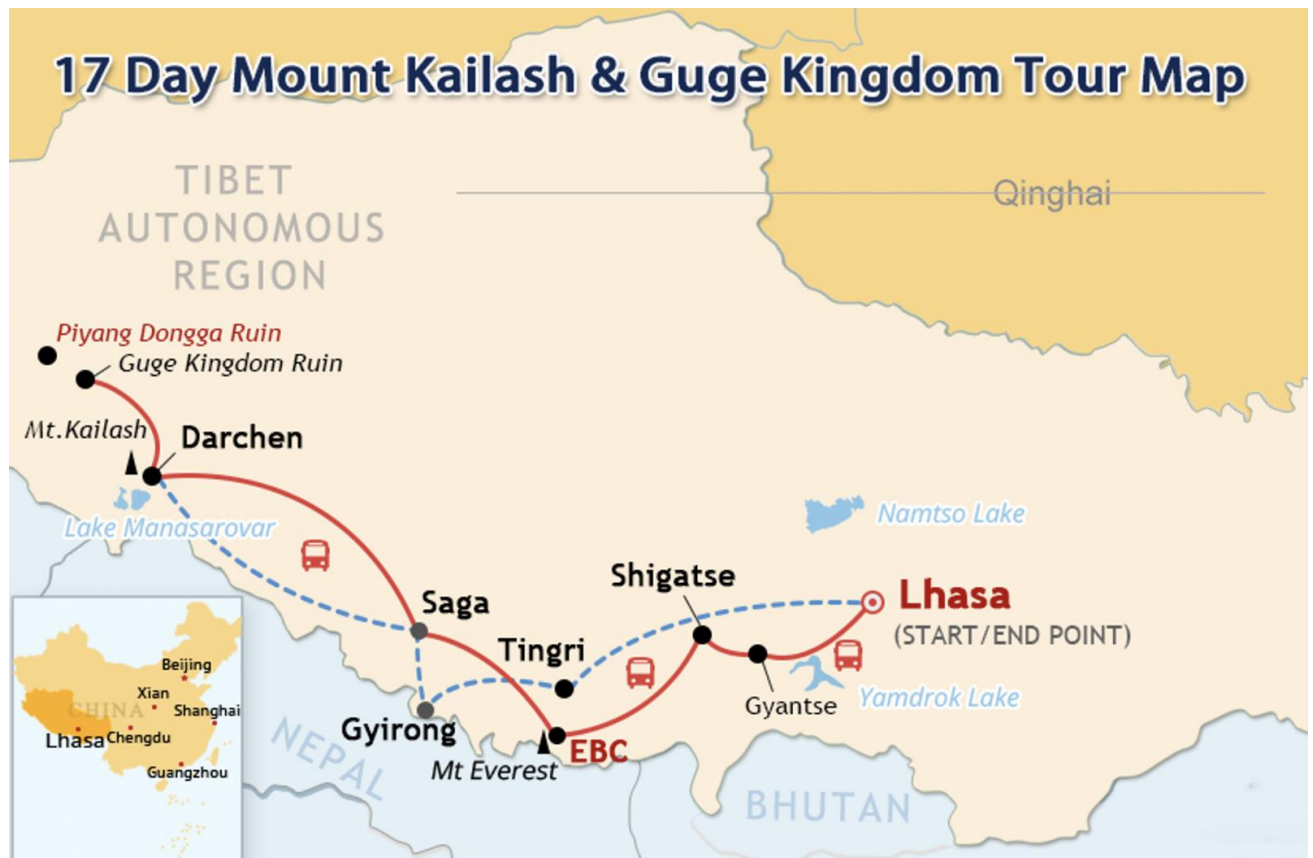 17 Day Mount Kailash & Guge Kingdom Tour Map
TIBET
AUTONOMOUS
REGION
Qinghai
Piyang Dongga Ruin
Guge Kingdom Ruin
Mt.Kailash
Darchen
Lake Manasarovar
Namtso Lake
Shigatse
Lhasa
(START/END POINT)
Saga
Tingri
Gyantse
Yamdrok Lake
Gyirong
EBC
Mt Everest
NEPAL
BHUTAN
Beijing
Xian
CHINA
Shanghai
Lhasa
Chengdu
Guangzhou